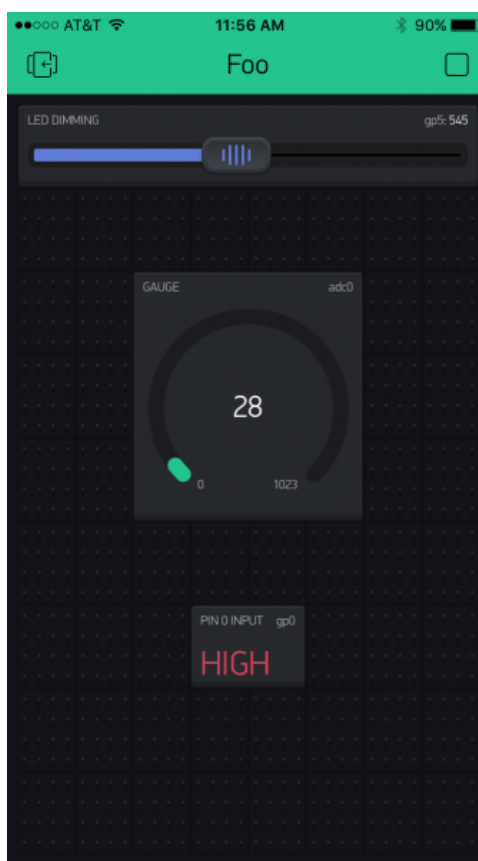 AT&T 11:56 AM 90%
Foo
LED DIMMING gp5: 545
GAUGE adc0
28
0 1023
PIN 0 INPUT gp0
HIGH